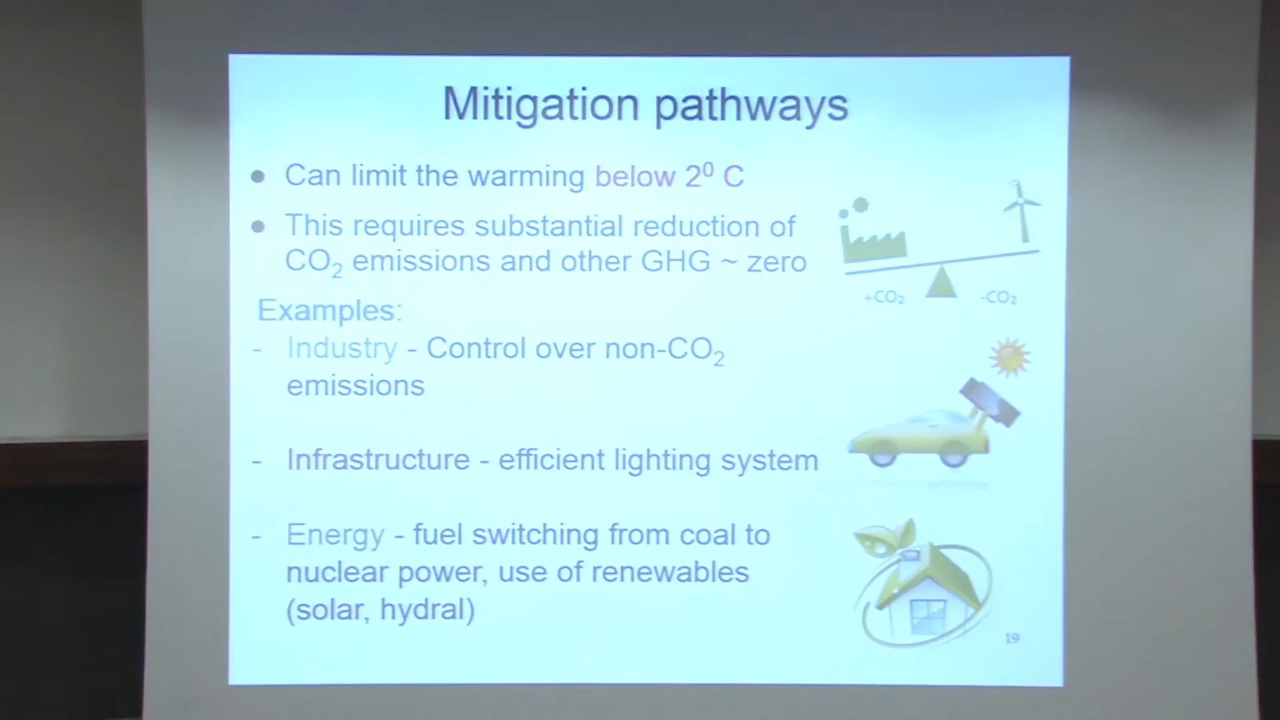 Mitigation pathways
● Can limit the warming below 2⁰ C
● This requires substantial reduction of
CO₂ emissions and other GHG ~ zero
+CO₂
-CO₂
Examples:
- Industry - Control over non-CO₂
emissions
- Infrastructure - efficient lighting system
- Energy - fuel switching from coal to
nuclear power, use of renewables
(solar, hydral)
19